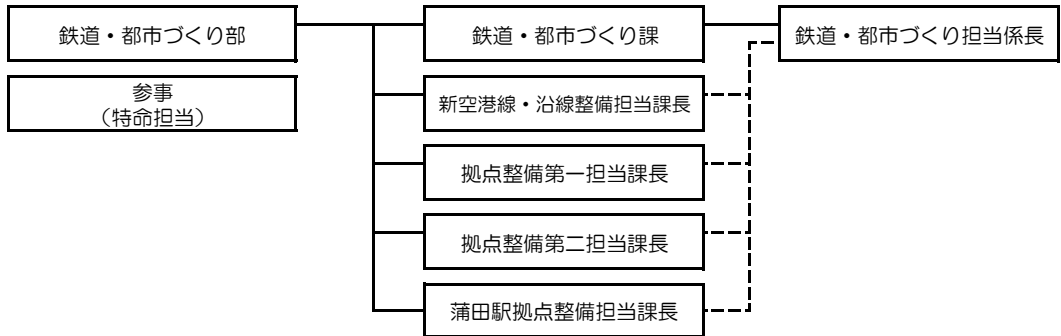 鉄道・都市づくり部
鉄道・都市づくり課
鉄道・都市づくり担当係長
参事
（特命担当）
新空港線・沿線整備担当課長
拠点整備第一担当課長
拠点整備第二担当課長
蒲田駅拠点整備担当課長